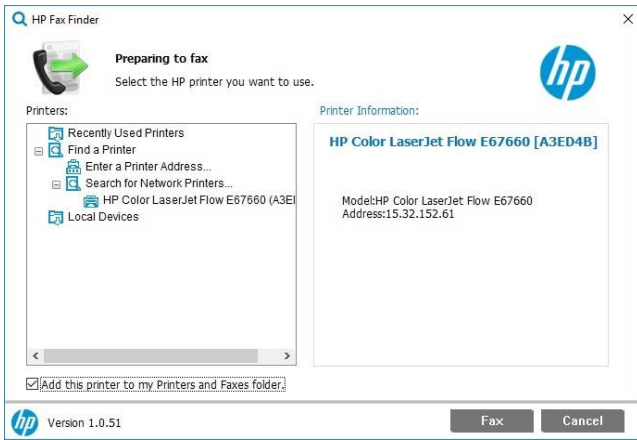 HP Fax Finder
Preparing to fax
Select the HP printer you want to use.
hp
Printers:
Recently Used Printers
Find a Printer
Enter a Printer Address...
Search for Network Printers...
HP Color LaserJet Flow E67660 (A3EI
Local Devices
Printer Information:
HP Color LaserJet Flow E67660 [A3ED4B]
Model:HP Color LaserJet Flow E67660
Address:15.32.152.61
Add this printer to my Printers and Faxes folder.
hp
Version 1.0.51
Fax
Cancel